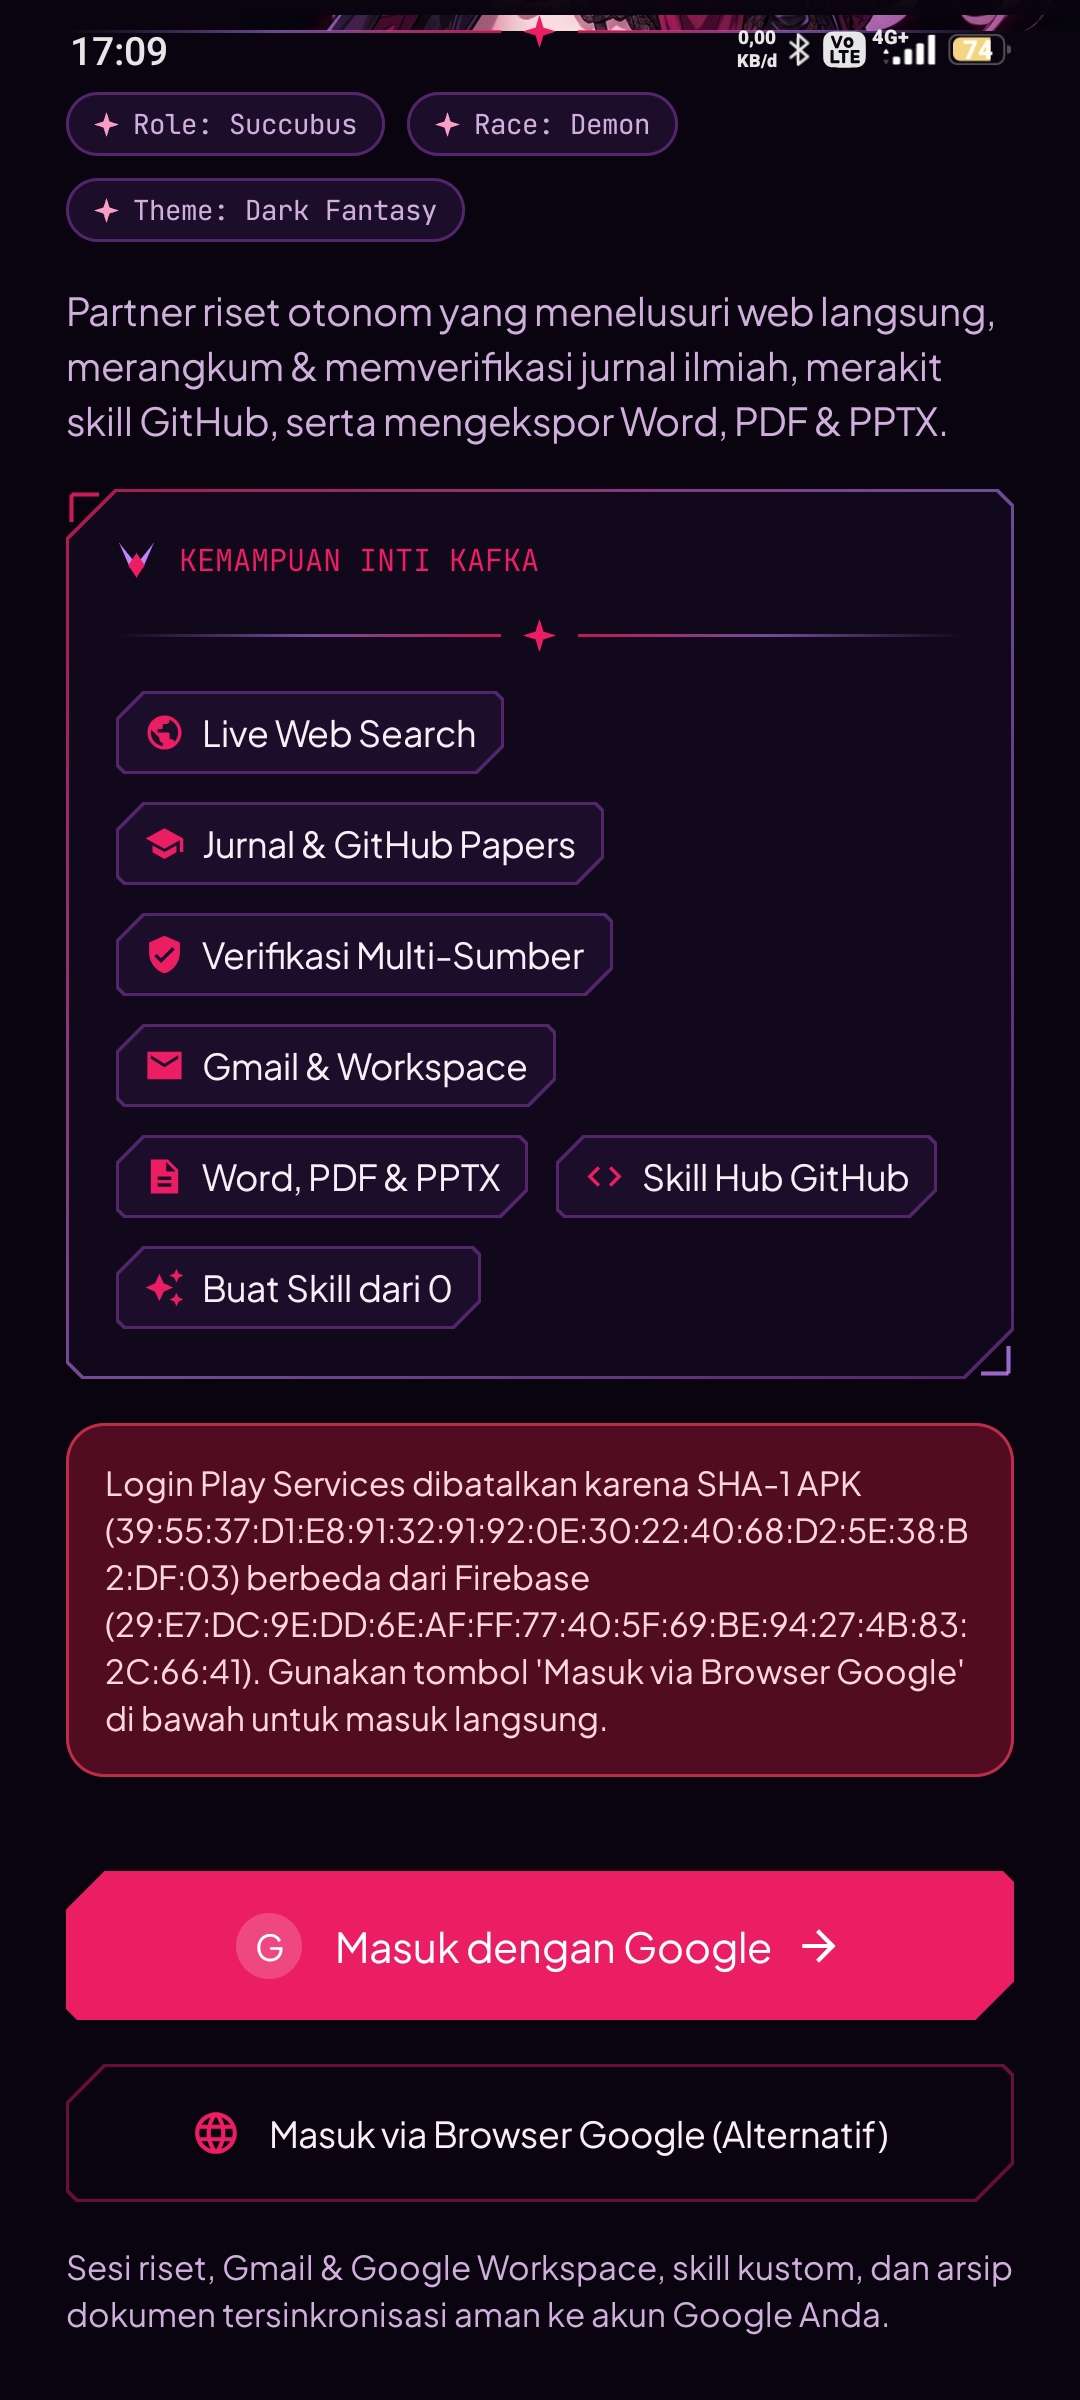 17:09
0,00
KB/d
Vo
LTE
4G+
74
Role: Succubus
Race: Demon
Theme: Dark Fantasy
Partner riset otonom yang menelusuri web langsung,
merangkum & memverifikasi jurnal ilmiah, merakit
skill GitHub, serta mengekspor Word, PDF & PPTX.
KEMAMPUAN INTI KAFKA
Live Web Search
Jurnal & GitHub Papers
Verifikasi Multi-Sumber
Gmail & Workspace
Word, PDF & PPTX
Skill Hub GitHub
Buat Skill dari 0
Login Play Services dibatalkan karena SHA-1 APK
(39:55:37:D1:E8:91:32:91:92:0E:30:22:40:68:D2:5E:38:B
2:DF:03) berbeda dari Firebase
(29:E7:DC:9E:DD:6E:AF:FF:77:40:5F:69:BE:94:27:4B:83:
2C:66:41). Gunakan tombol 'Masuk via Browser Google'
di bawah untuk masuk langsung.
G Masuk dengan Google →
Masuk via Browser Google (Alternatif)
Sesi riset, Gmail & Google Workspace, skill kustom, dan arsip
dokumen tersinkronisasi aman ke akun Google Anda.